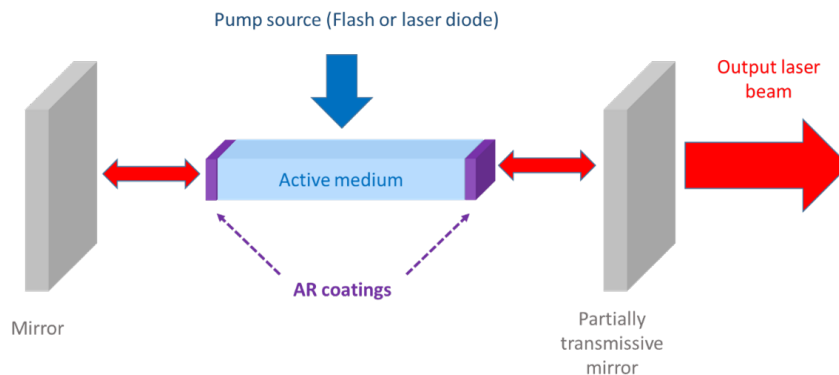 Pump source (Flash or laser diode)
Output laser
beam
Active medium
AR coatings
Mirror
Partially
transmissive
mirror